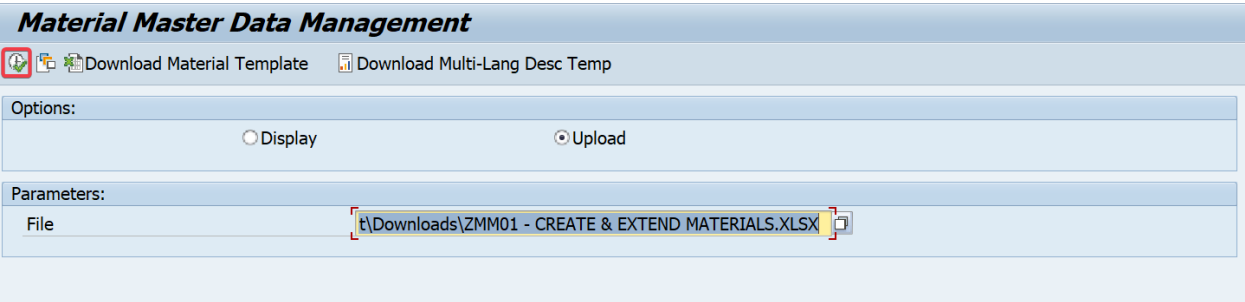 Material Master Data Management
Download Material Template Download Multi-Lang Desc Temp
Options:
Display Upload
Parameters:
File t\Downloads\ZMM01 - CREATE & EXTEND MATERIALS.XLSX